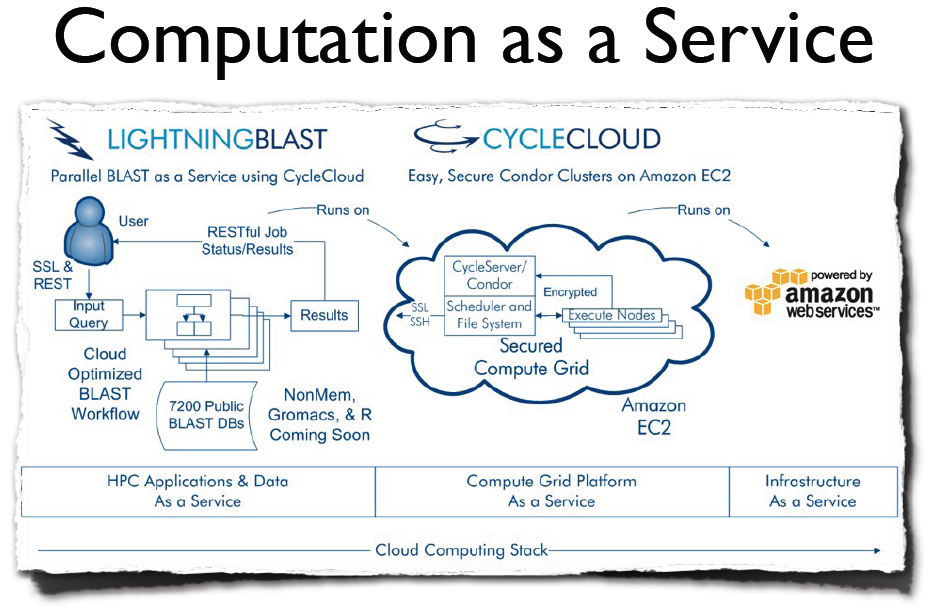 Computation as a Service
LIGHTNINGBLAST
Parallel BLAST as a Service using CycleCloud
CYCLECLOUD
Easy, Secure Condor Clusters on Amazon EC2
User
RESTful Job
Status/Results
SSL &
REST
Input
Query
Results
Cloud
Optimized
BLAST
Workflow
7200 Public
BLAST DBs
NonMem,
Gromacs, & R
Coming Soon
Runs on
CycleServer/
Condor
Scheduler and
File System
Encrypted
Execute Nodes
SSL
SSH
Secured
Compute Grid
Amazon
EC2
Runs on
powered by
amazon
webservices™
HPC Applications & Data
As a Service
Compute Grid Platform
As a Service
Infrastructure
As a Service
Cloud Computing Stack